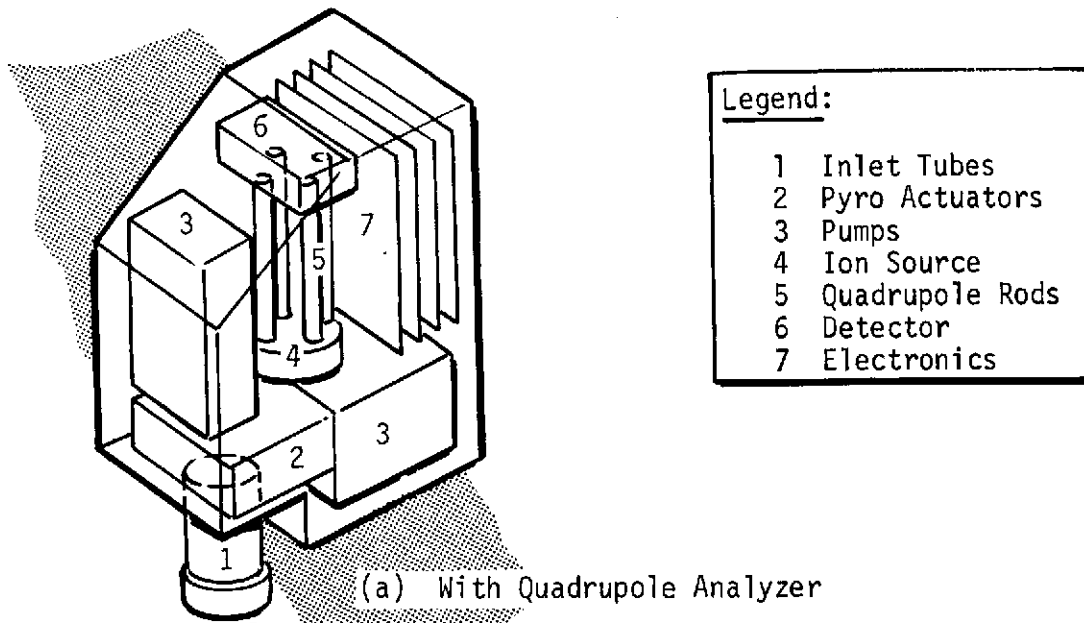 6
3
7
5
4
3
2
1
(a) With Quadrupole Analyzer
Legend:
1 Inlet Tubes
2 Pyro Actuators
3 Pumps
4 Ion Source
5 Quadrupole Rods
6 Detector
7 Electronics